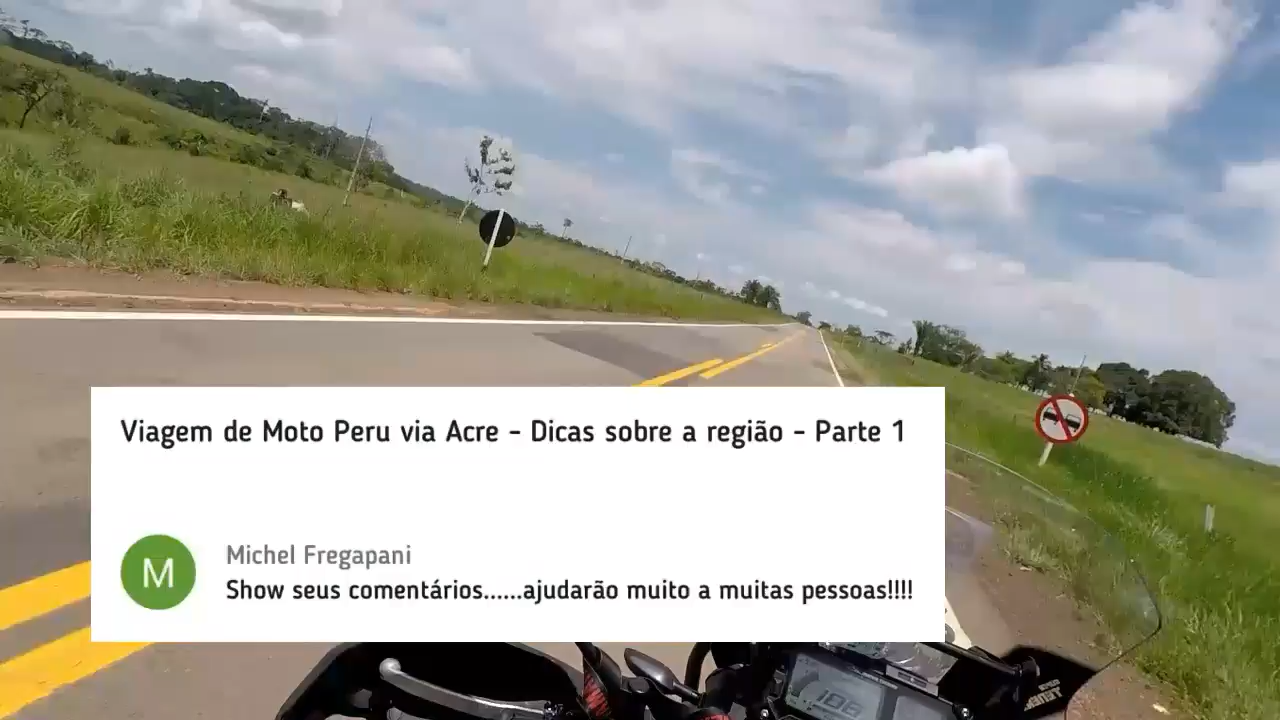 Viagem de Moto Peru via Acre - Dicas sobre a região - Parte 1
M
Michel Fregapani
Show seus comentários......ajudarão muito a muitas pessoas!!!!
108